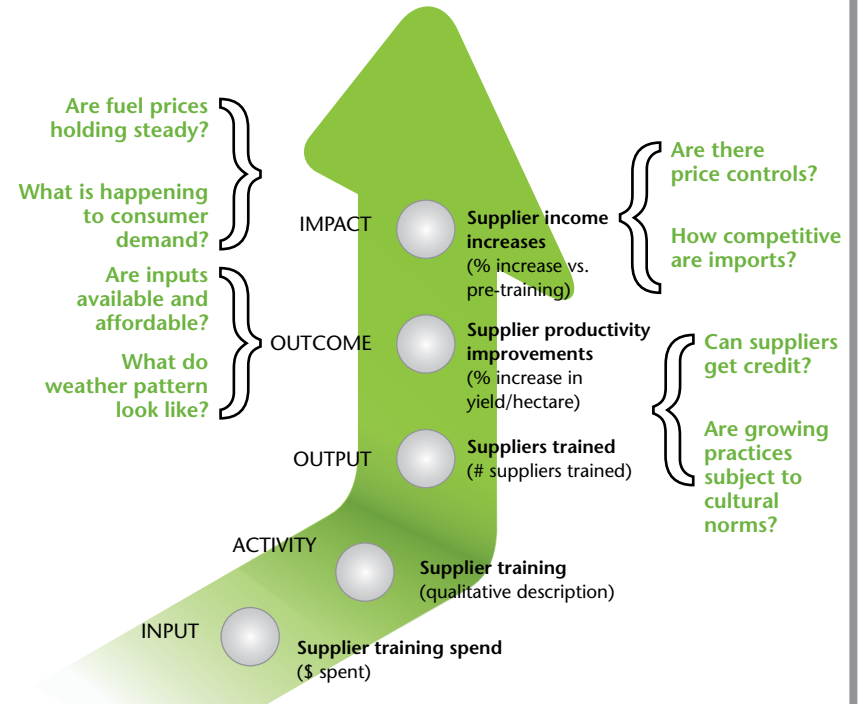 Are fuel prices
holding steady?
What is happening
to consumer
demand?
Are there
price controls?
How competitive
are imports?
IMPACT
Supplier income
increases
(% increase vs.
pre-training)
Are inputs
available and
affordable?
What do
weather pattern
look like?
OUTCOME
Supplier productivity
improvements
(% increase in
yield/hectare)
Can suppliers
get credit?
Are growing
practices
subject to
cultural
norms?
OUTPUT
Suppliers trained
(# suppliers trained)
ACTIVITY
Supplier training
(qualitative description)
INPUT
Supplier training spend
($ spent)